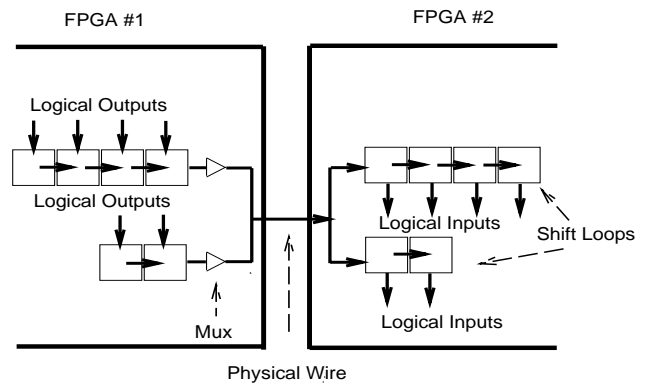 FPGA #1
FPGA #2
Logical Outputs
Logical Outputs
Logical Inputs
Shift Loops
Mux
Logical Inputs
Physical Wire